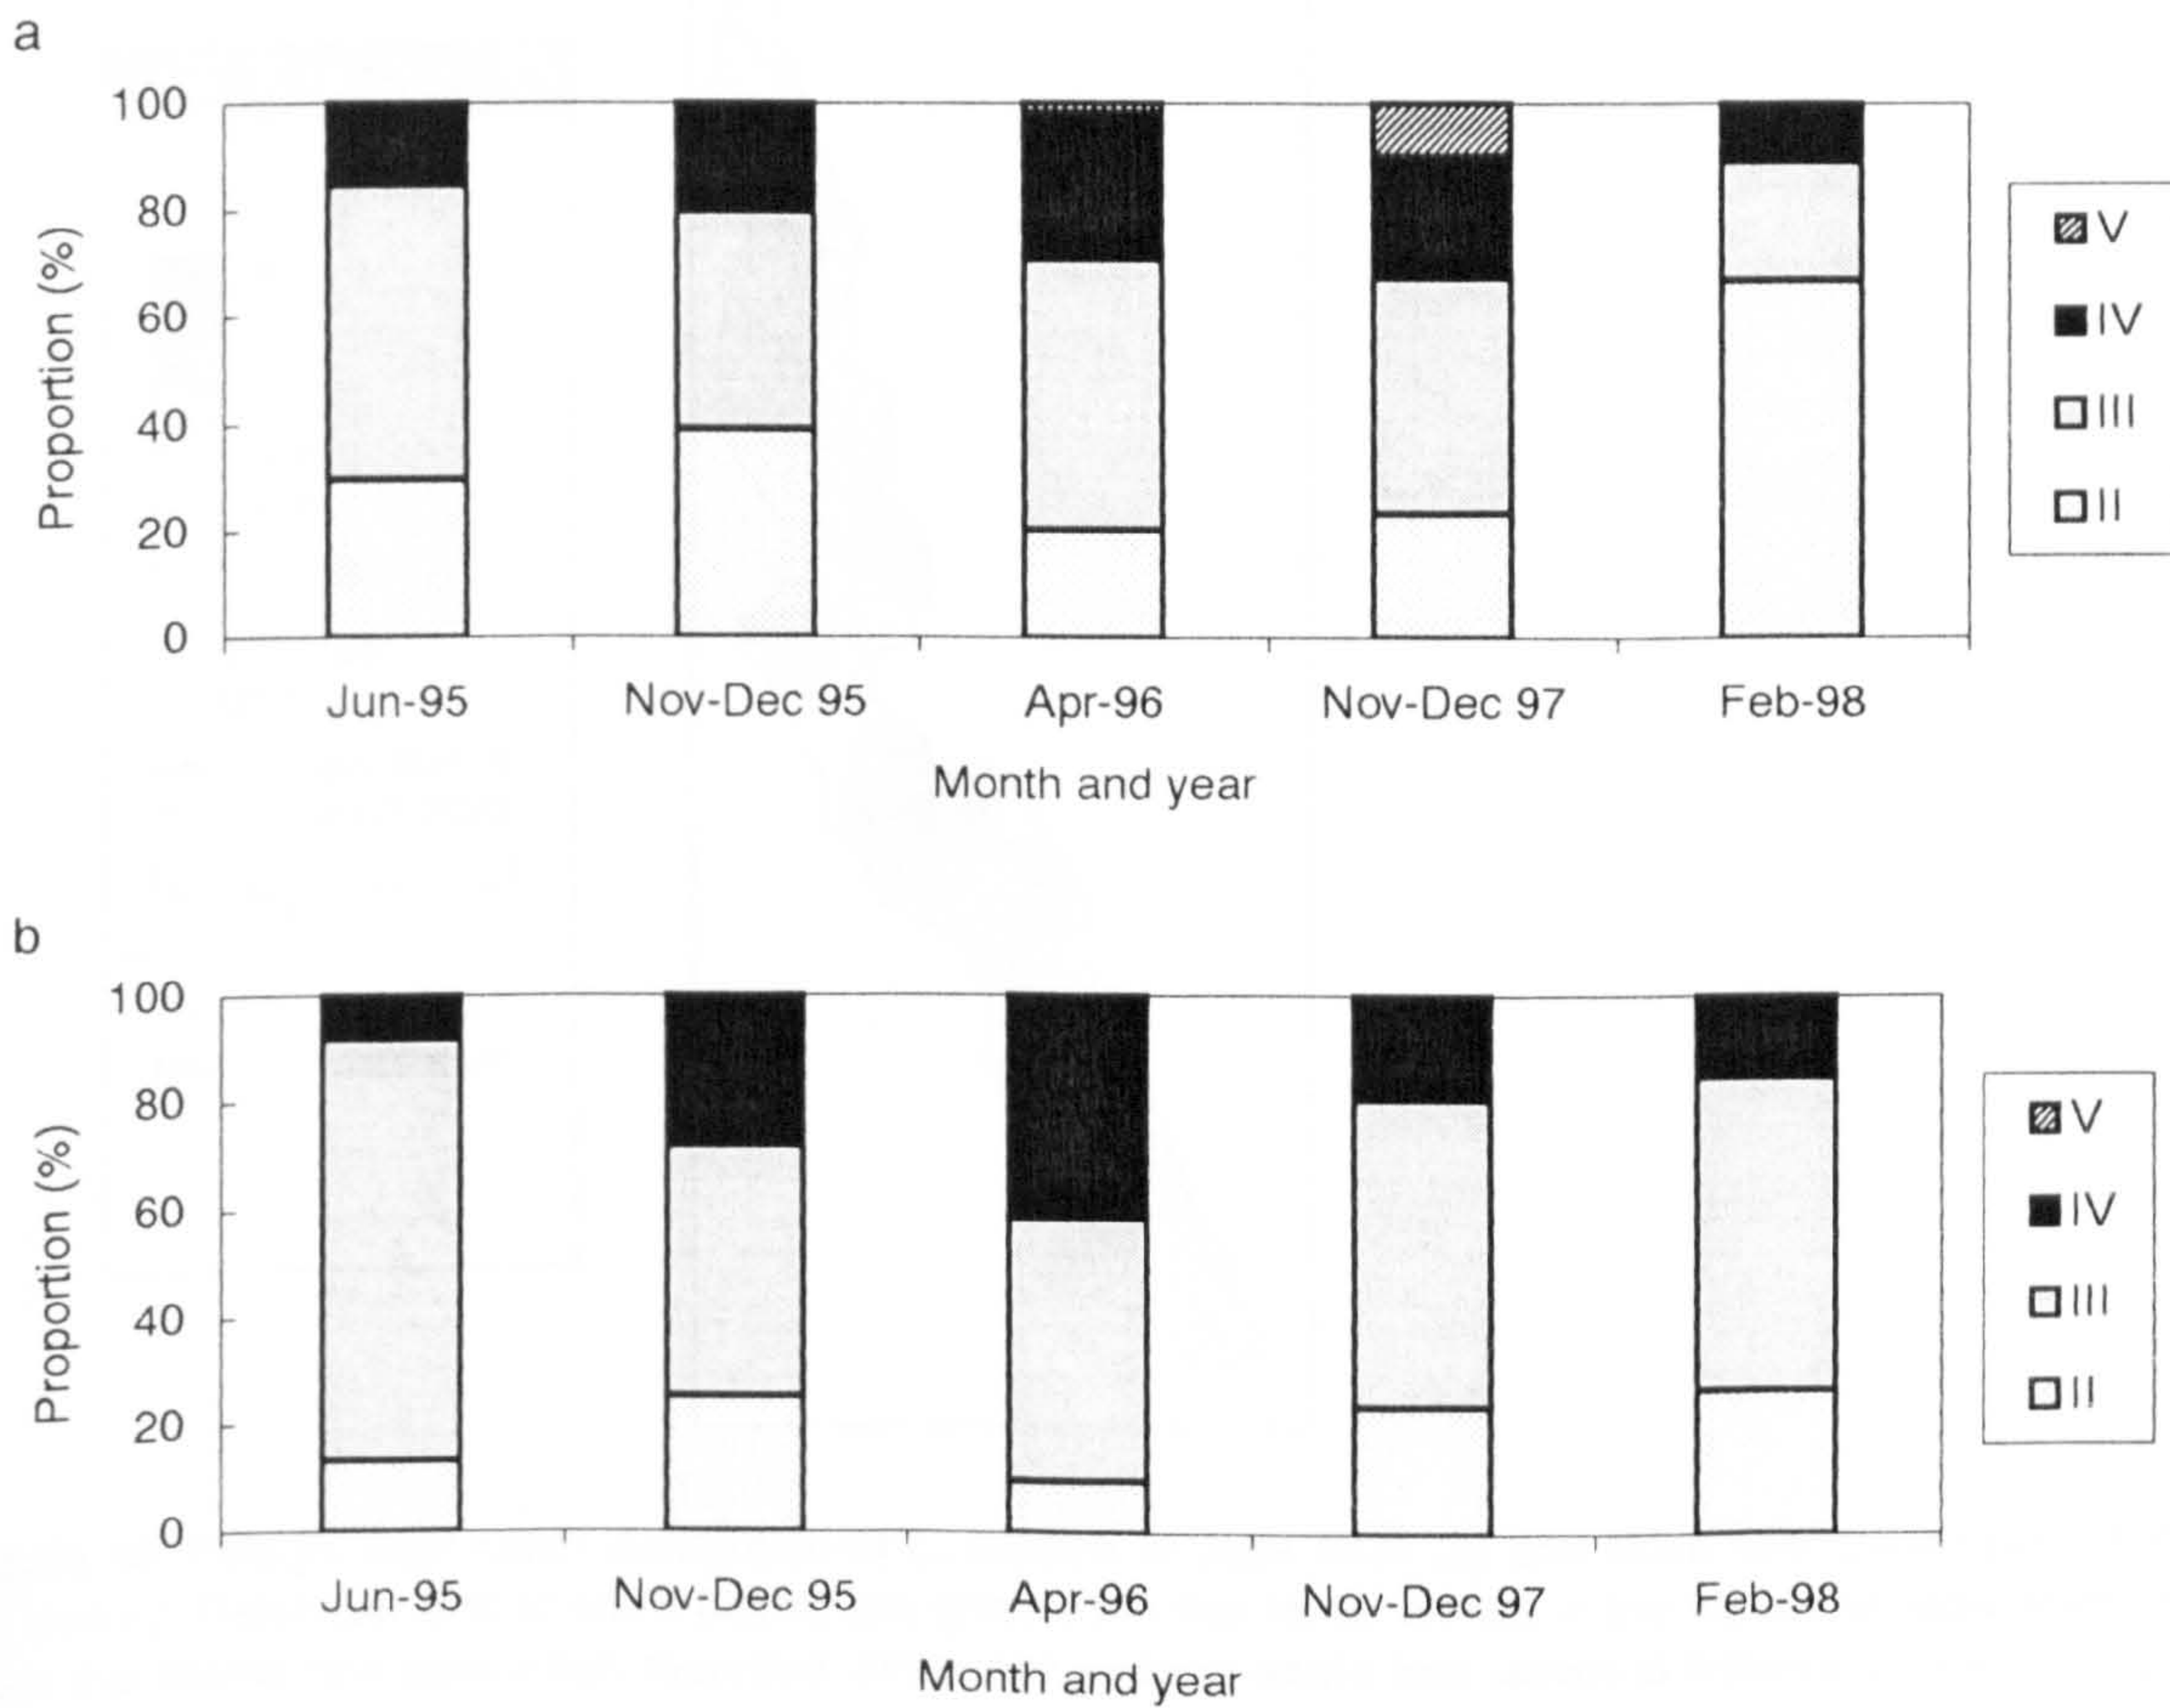 a
100
80
60
40
20
0
Proportion (%)
Jun-95 Nov-Dec 95 Apr-96 Nov-Dec 97 Feb-98
Month and year
V
IV
III
II
b
100
80
60
40
20
0
Proportion (%)
Jun-95 Nov-Dec 95 Apr-96 Nov-Dec 97 Feb-98
Month and year
V
IV
III
II